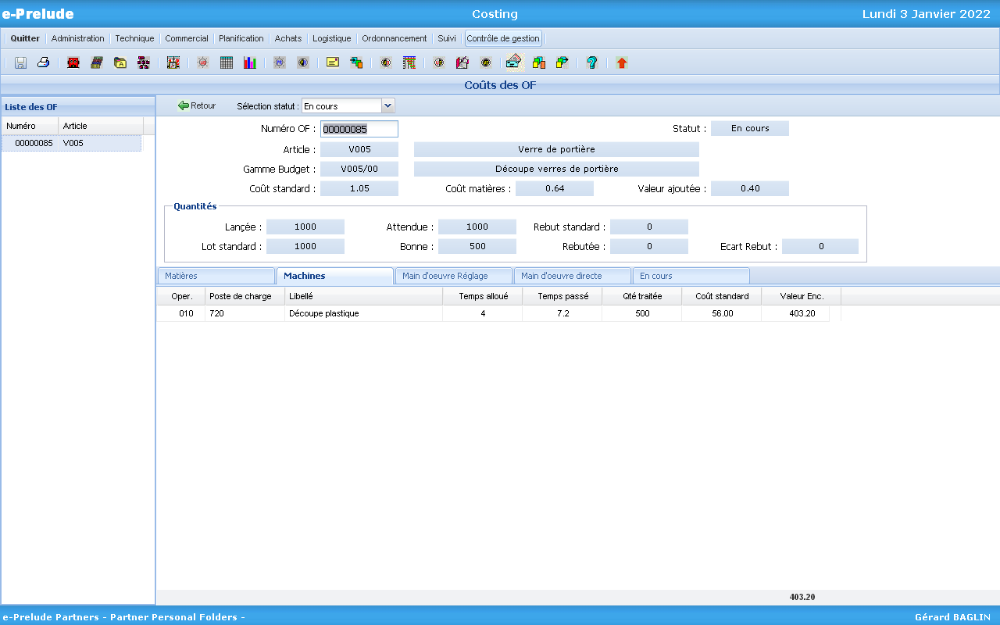 e-Prelude Costing Lundi 3 Janvier 2022
Quitter Administration Technique Commercial Planification Achats Logistique Ordonnancement Suivi Contrôle de gestion
Coûts des OF
Liste des OF
Numéro Article
00000085 V005
Retour Sélection statut : En cours
Numéro OF : 00000085 Statut : En cours
Article : V005 Verre de portière
Gamme Budget : V005/00 Découpe verres de portière
Coût standard : 1.05 Coût matières : 0.64 Valeur ajoutée : 0.40
Quantités
Lançée : 1000 Attendue : 1000 Rebut standard : 0
Lot standard : 1000 Bonne : 500 Rebutée : 0 Ecart Rebut : 0
Matières Machines Main d'oeuvre Réglage Main d'oeuvre directe En cours
Oper. Poste de charge Libellé Temps alloué Temps passé Qté traitée Coût standard Valeur Enc.
010 720 Découpe plastique 4 7.2 500 56.00 403.20
403.20
e-Prelude Partners - Partner Personal Folders - Gérard BAGLIN